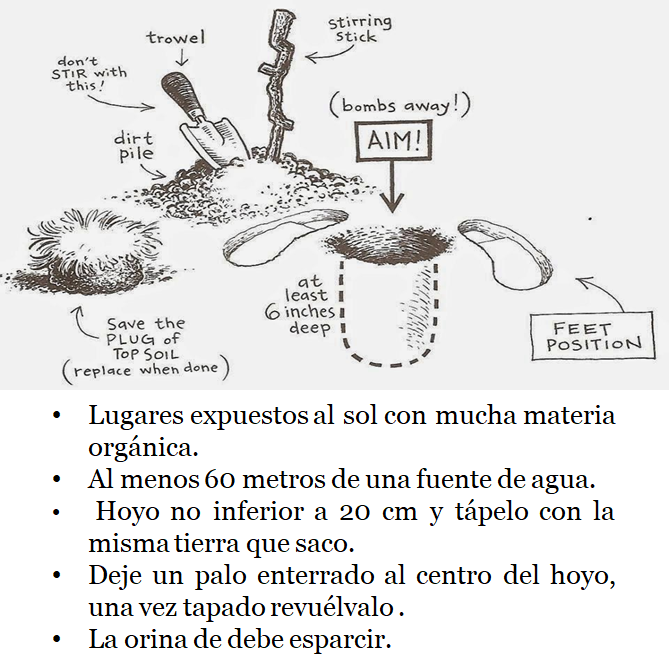 stirring
stick
trowel
don't
STIR with
this!
(bombs away!)
AIM!
dirt
pile
at
least
6 inches
deep
Save the
PLUG of
TOP SOIL
(replace when done)
FEET
POSITION
• Lugares expuestos al sol con mucha materia
orgánica.
• Al menos 60 metros de una fuente de agua.
• Hoyo no inferior a 20 cm y tápelo con la
misma tierra que saco.
• Deje un palo enterrado al centro del hoyo,
una vez tapado revuélvalo .
• La orina de debe esparcir.